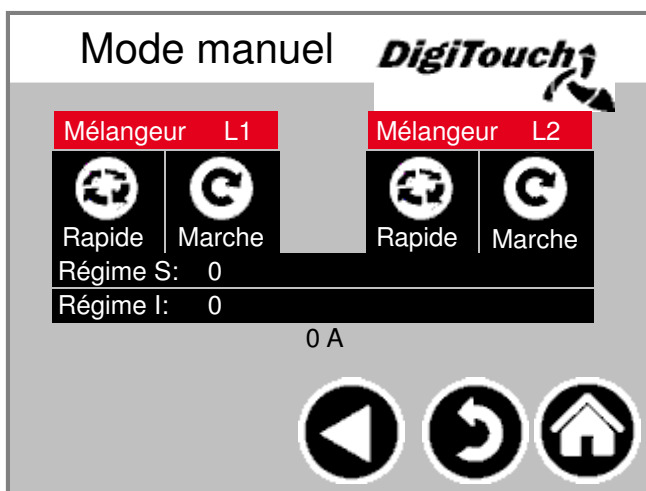 Mode manuel
DigiTouch
Mélangeur L1
Mélangeur L2
Rapide
Marche
Rapide
Marche
Régime S: 0
Régime I: 0
0 A